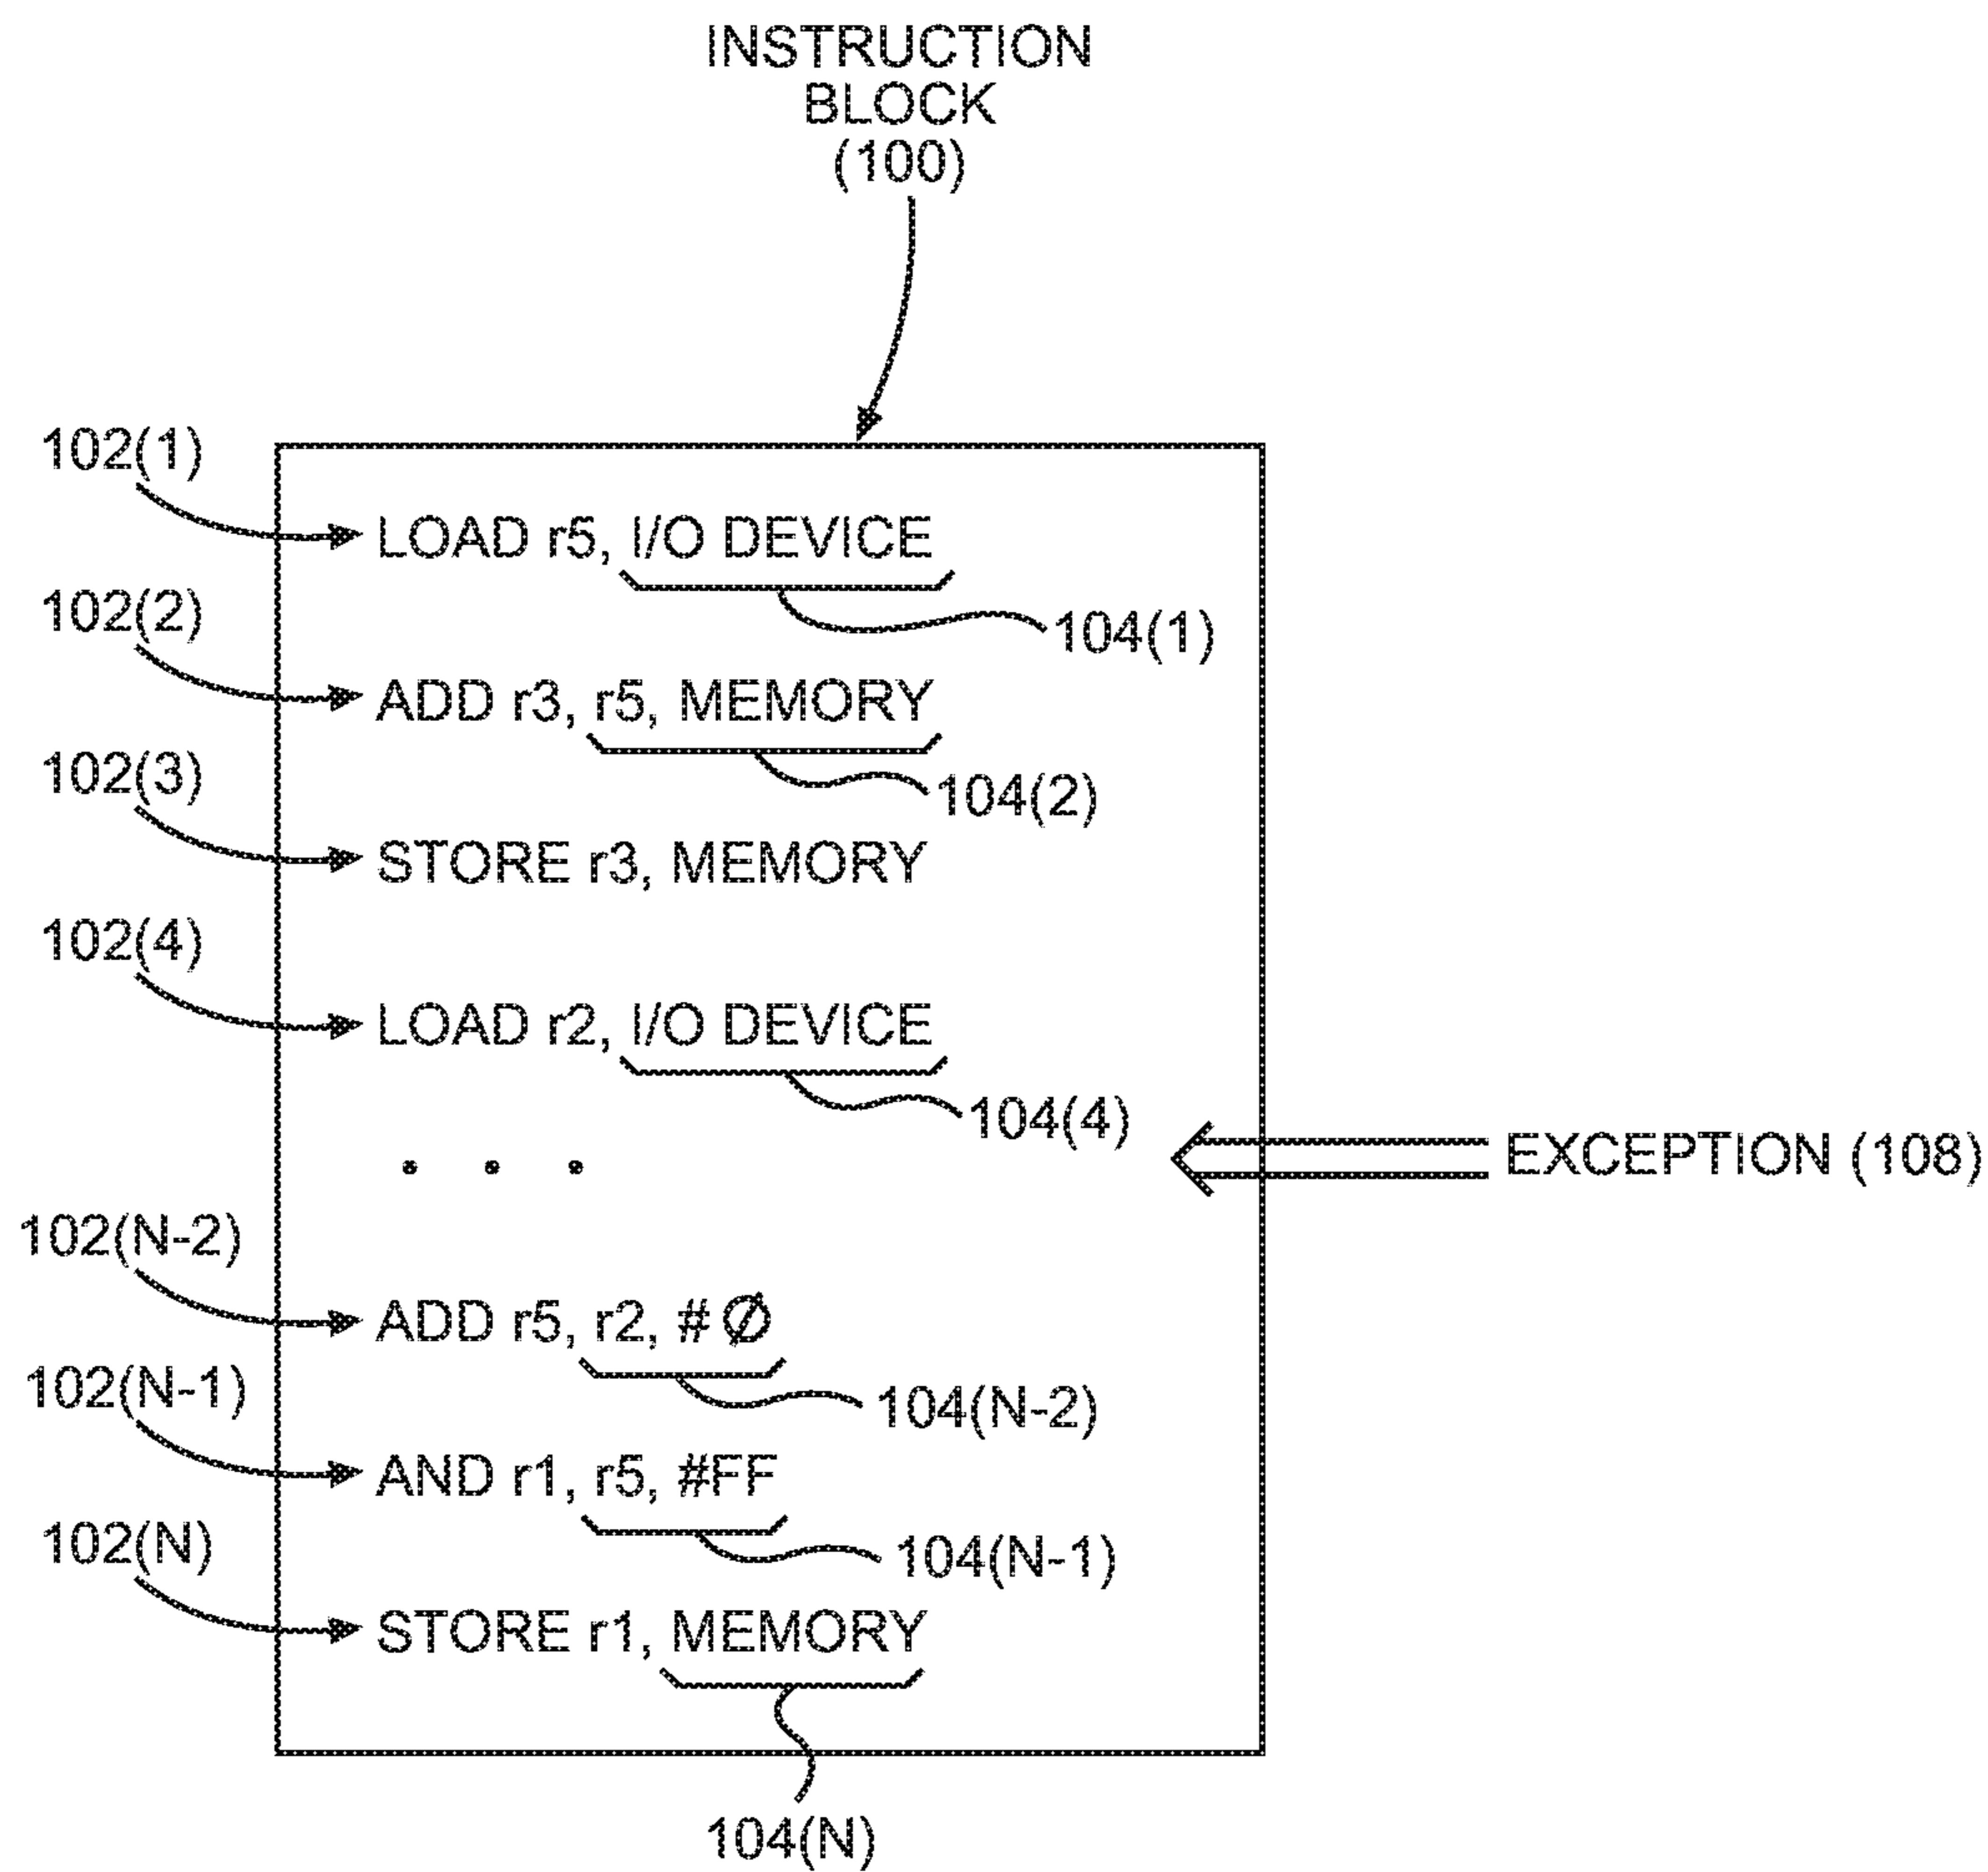 INSTRUCTION
BLOCK
(100)
102(1)
LOAD r5, I/O DEVICE
104(1)
102(2)
ADD r3, r5, MEMORY
104(2)
102(3)
STORE r3, MEMORY
102(4)
LOAD r2, I/O DEVICE
104(4)
EXCEPTION (108)
. . .
102(N-2)
ADD r5, r2, #Ø
104(N-2)
102(N-1)
AND r1, r5, #FF
104(N-1)
102(N)
STORE r1, MEMORY
104(N)